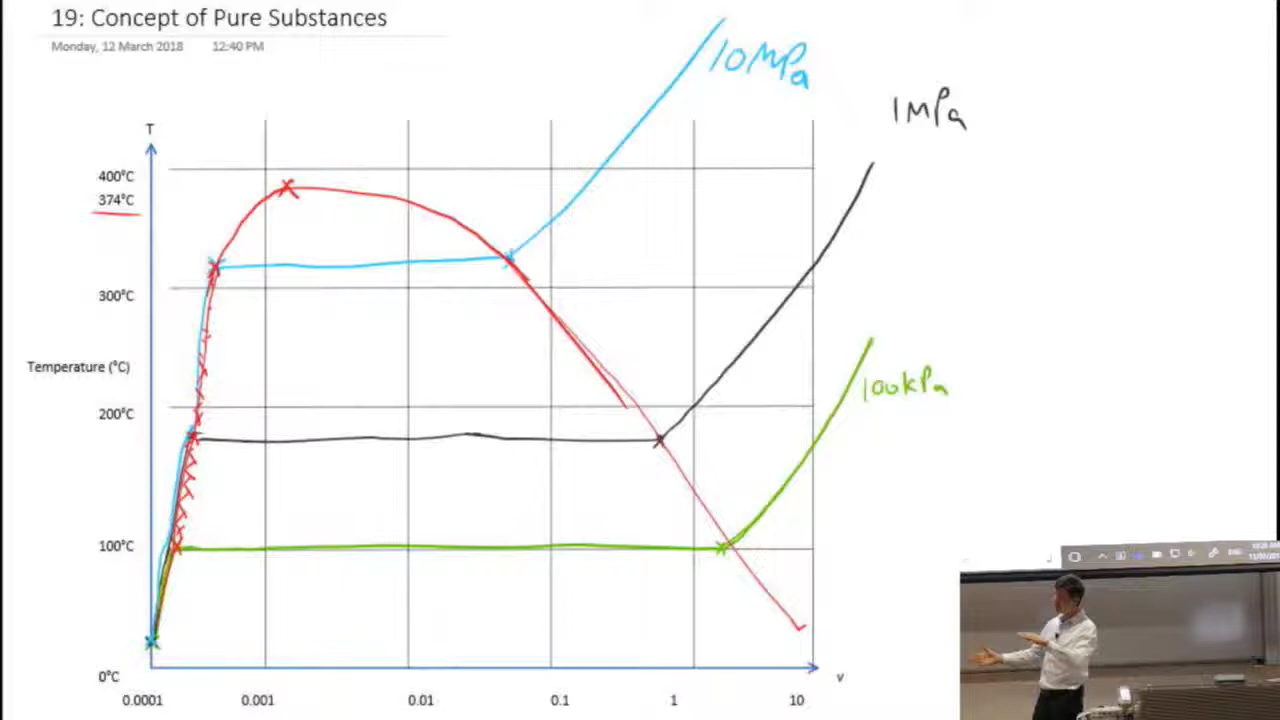 19: Concept of Pure Substances
Monday, 12 March 2018 12:40 PM
10MPa
1MPa
T
400°C
374°C
300°C
Temperature (°C)
100kPa
200°C
100°C
0°C
v
0.0001 0.001 0.01 0.1 1 10